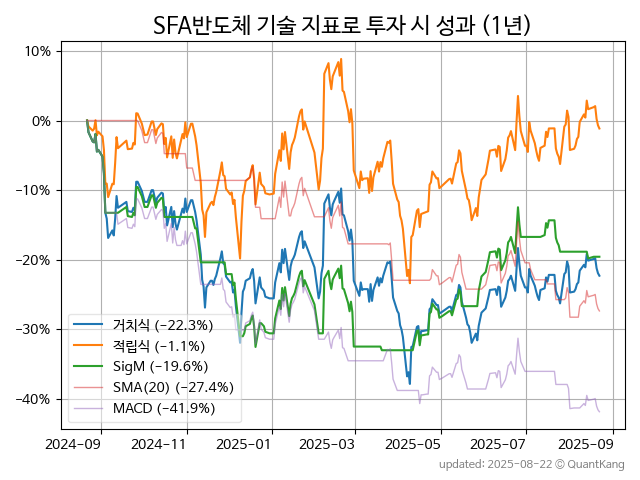 SFA반도체 기술 지표로 투자 시 성과 (1년)
10%
0%
−10%
−20%
−30%
−40%
거치식 (−22.3%)
적립식 (−1.1%)
SigM (−19.6%)
SMA(20) (−27.4%)
MACD (−41.9%)
2024-09 2024-11 2025-01 2025-03 2025-05 2025-07 2025-09
updated: 2025-08-22 © QuantKang